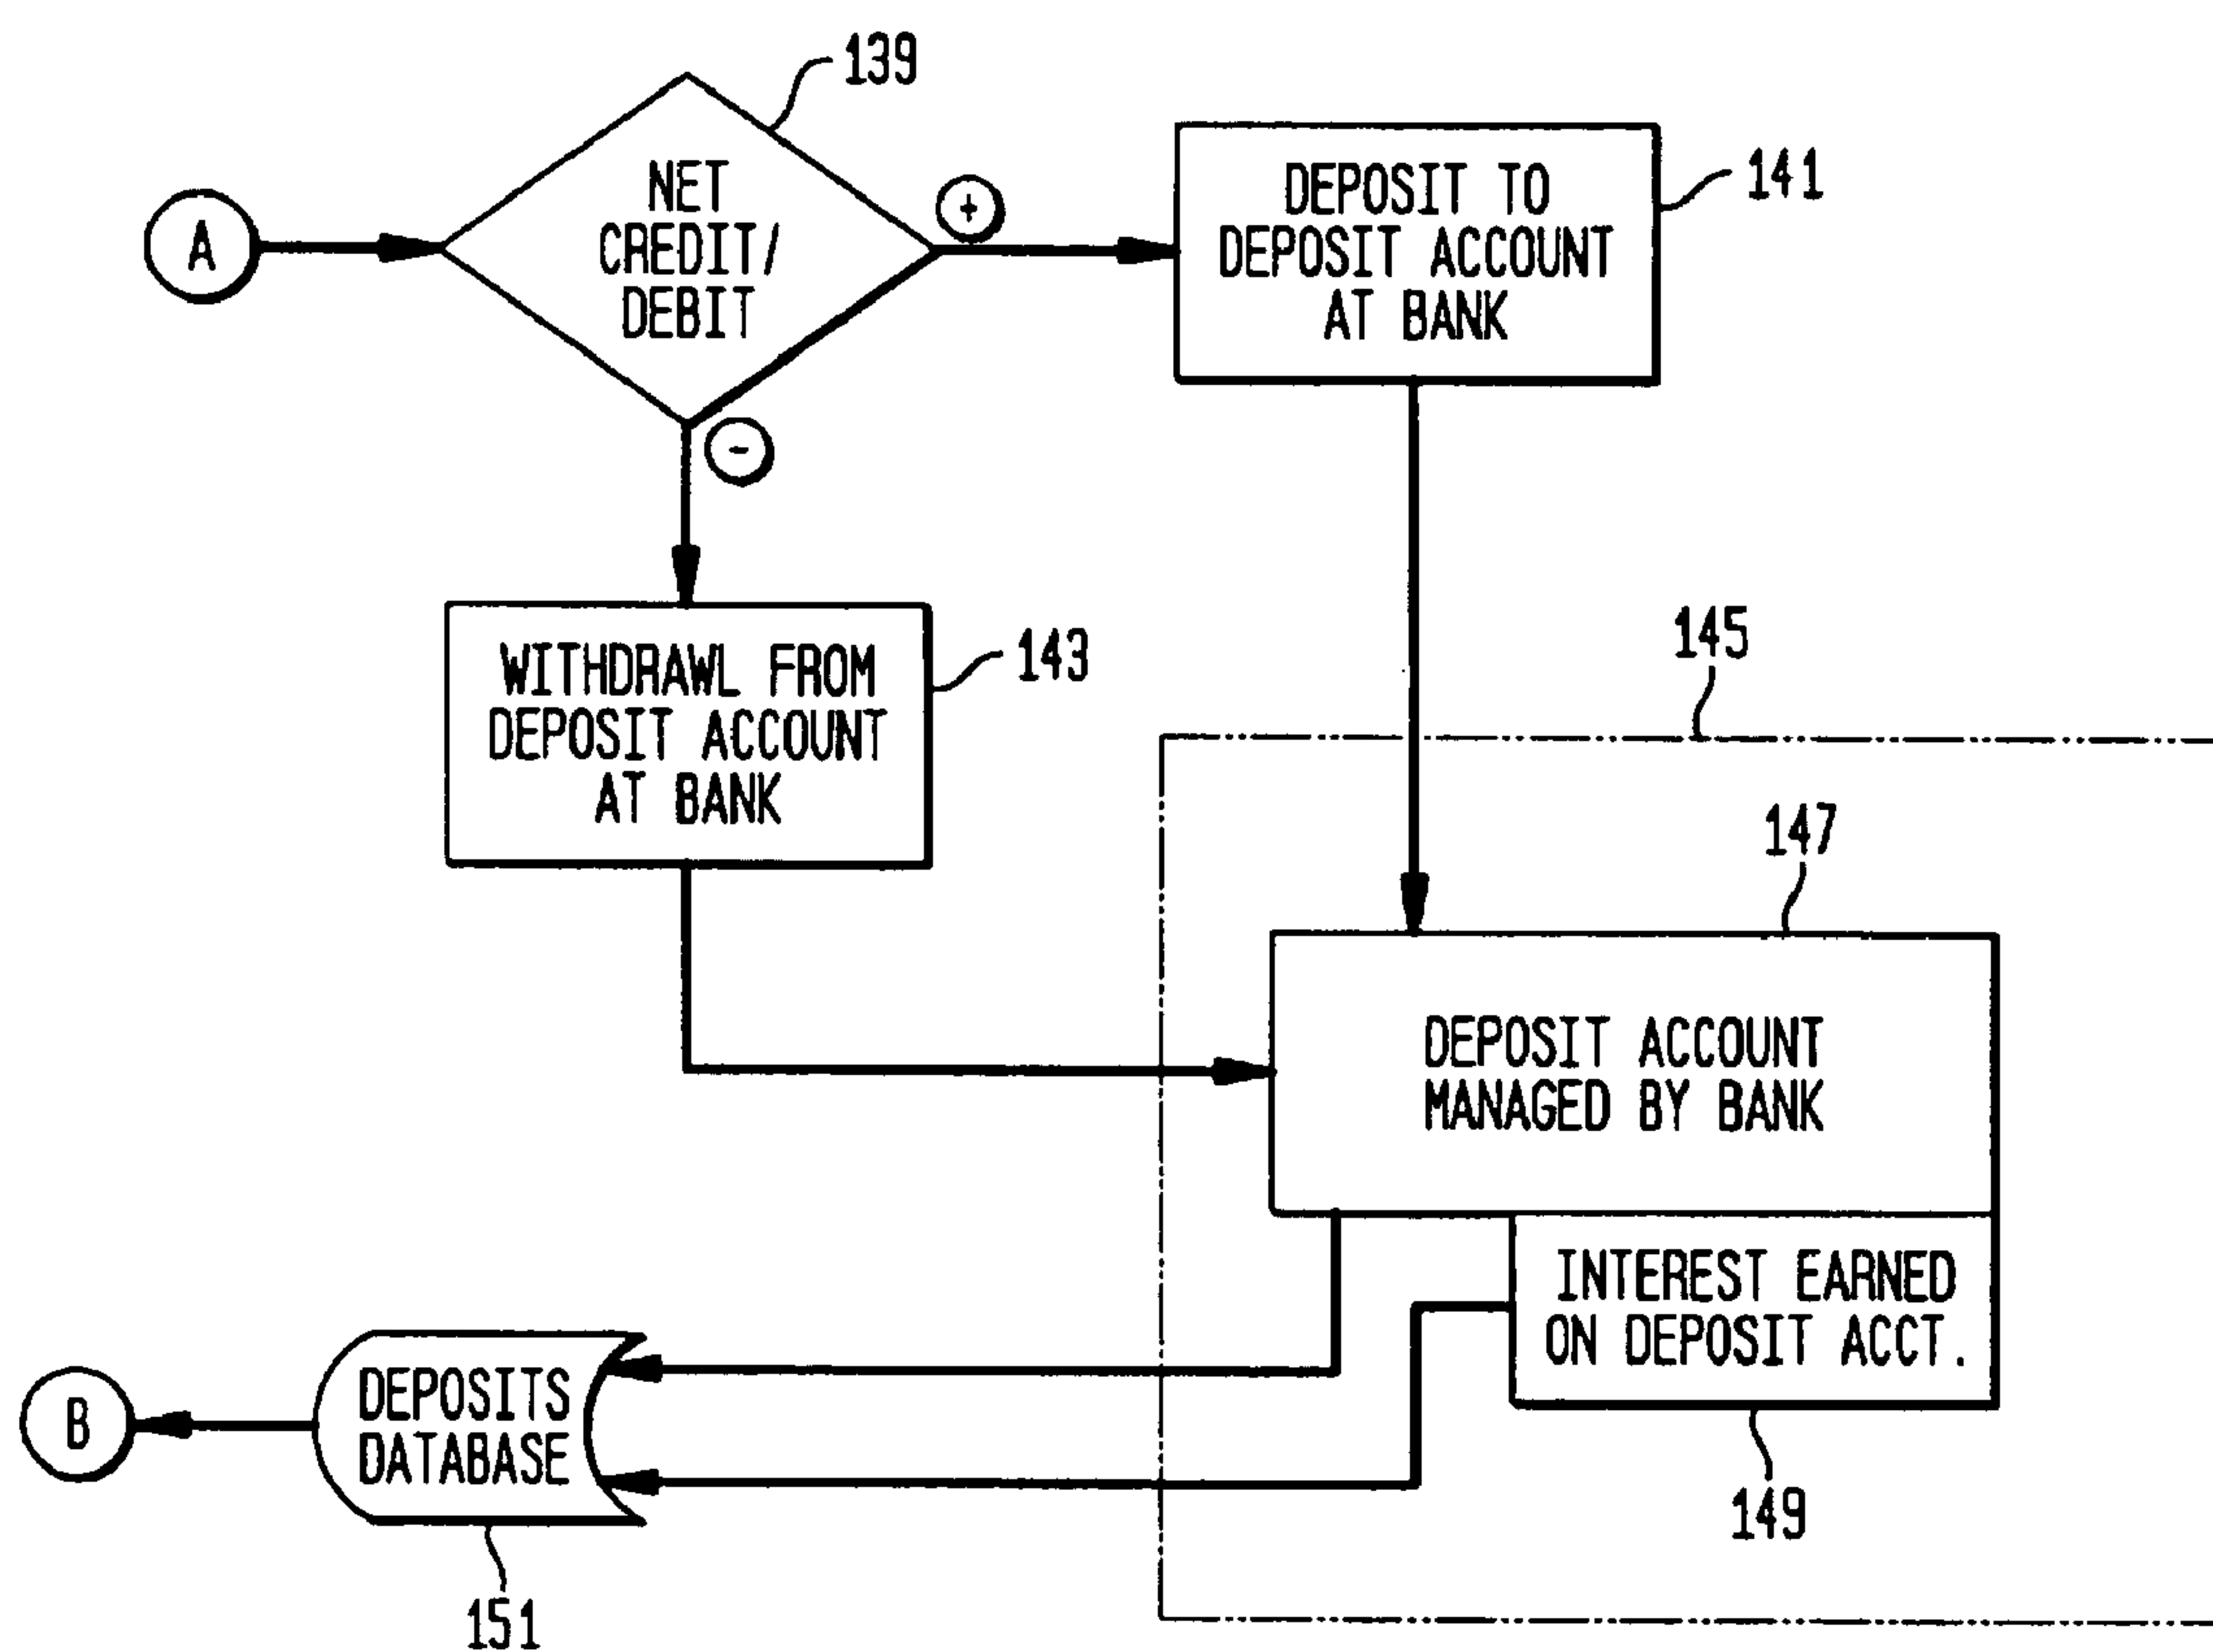 139
A
NET
CREDIT/
DEBIT
+
DEPOSIT TO
DEPOSIT ACCOUNT
AT BANK
141
-
WITHDRAWL FROM
DEPOSIT ACCOUNT
AT BANK
143
145
147
DEPOSIT ACCOUNT
MANAGED BY BANK
INTEREST EARNED
ON DEPOSIT ACCT.
149
B
DEPOSITS
DATABASE
151